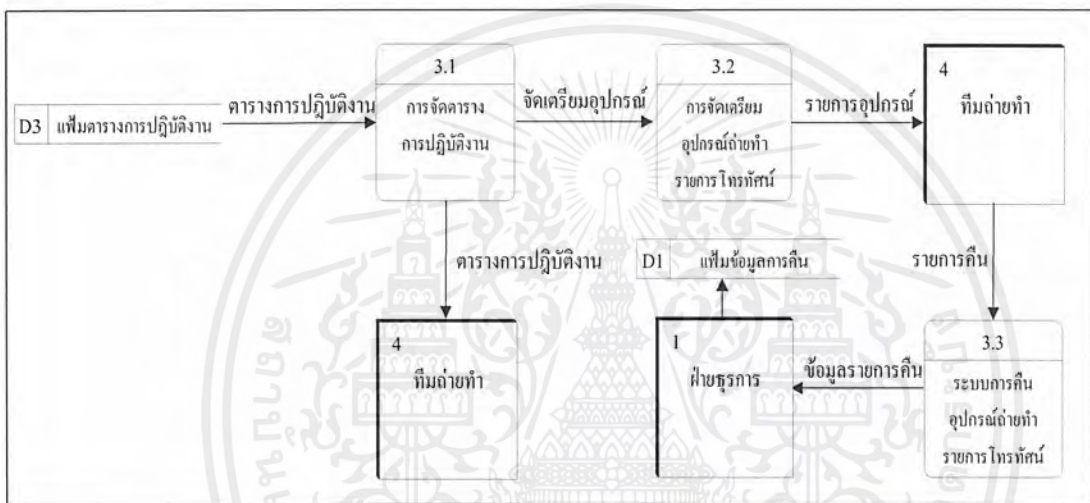 3.1
การจัดตาราง
การปฎิบัติงาน
3.2
การจัดเตรียม
อุปกรณ์ถ่ายทำ
รายการโทรทัศน์
4
ทีมถ่ายทำ
D3 แฟ้มตารางการปฎิบัติงาน
ตารางการปฎิบัติงาน
จัดเตรียมอุปกรณ์
รายการอุปกรณ์
ตารางการปฎิบัติงาน
D1 แฟ้มข้อมูลการคืน
รายการคืน
4
ทีมถ่ายทำ
1
ฝ่ายธุรการ
ข้อมูลรายการคืน
3.3
ระบบการคืน
อุปกรณ์ถ่ายทำ
รายการโทรทัศน์